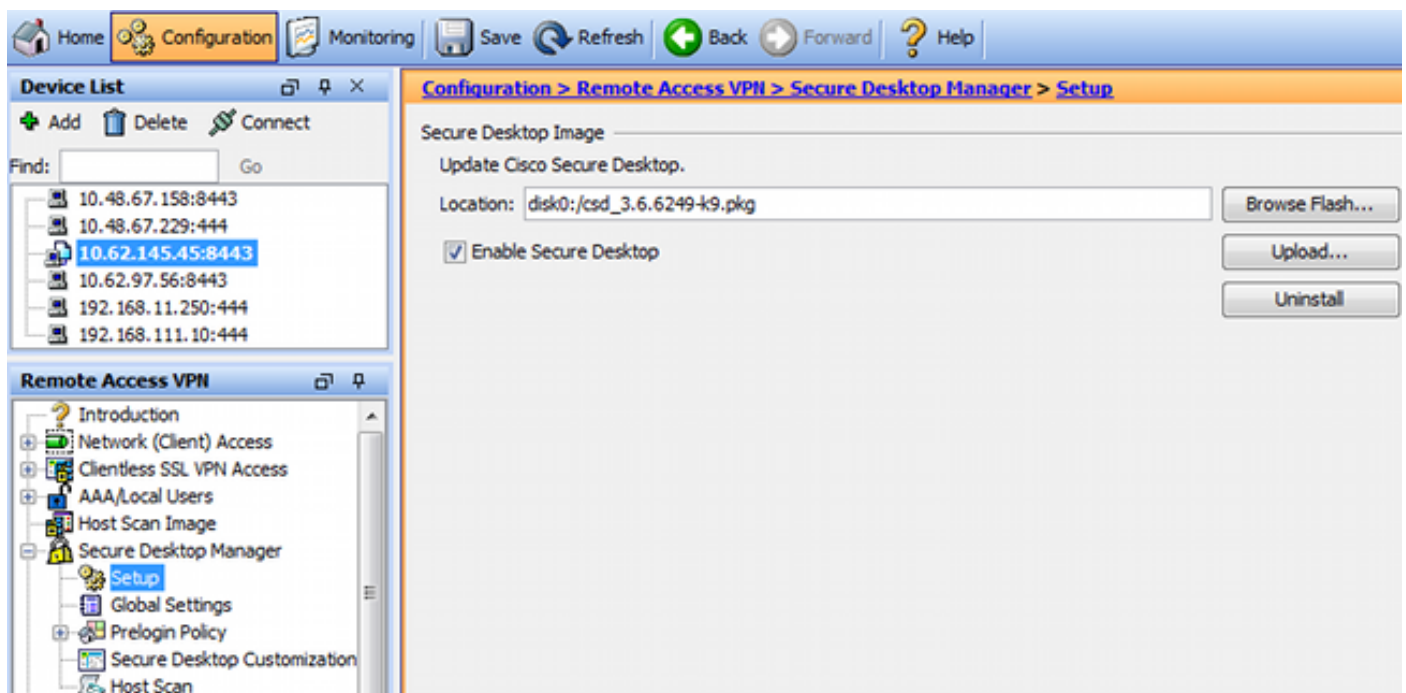 Home Configuration Monitoring Save Refresh Back Forward Help
Device List
Add Delete Connect
Find: Go
10.48.67.158:8443
10.48.67.229:444
10.62.145.45:8443
10.62.97.56:8443
192.168.11.250:444
192.168.111.10:444
Remote Access VPN
Introduction
Network (Client) Access
Clientless SSL VPN Access
AAA/Local Users
Host Scan Image
Secure Desktop Manager
Setup
Global Settings
Prelogin Policy
Secure Desktop Customization
Host Scan
Configuration > Remote Access VPN > Secure Desktop Manager > Setup
Secure Desktop Image
Update Cisco Secure Desktop.
Location: disk0:/csd_3.6.6249-k9.pkg Browse Flash...
Enable Secure Desktop Upload...
Uninstall